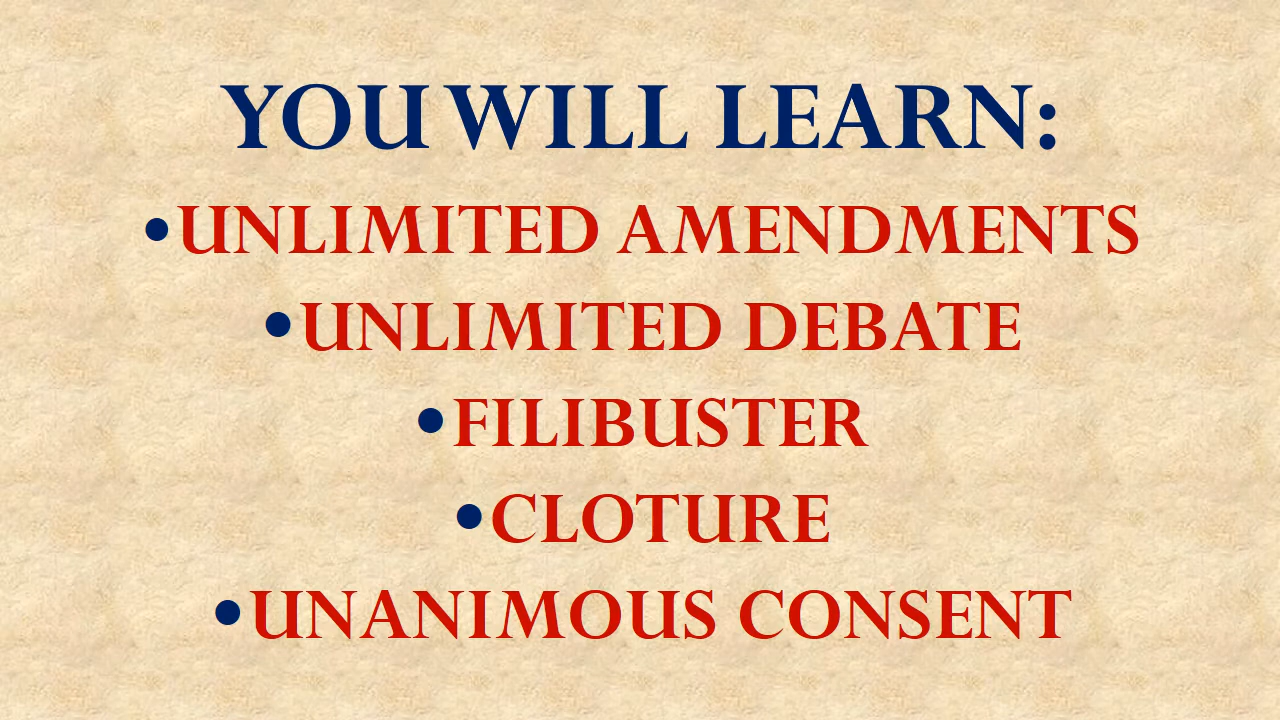 YOU WILL LEARN:
•UNLIMITED AMENDMENTS
•UNLIMITED DEBATE
•FILIBUSTER
•CLOTURE
•UNANIMOUS CONSENT